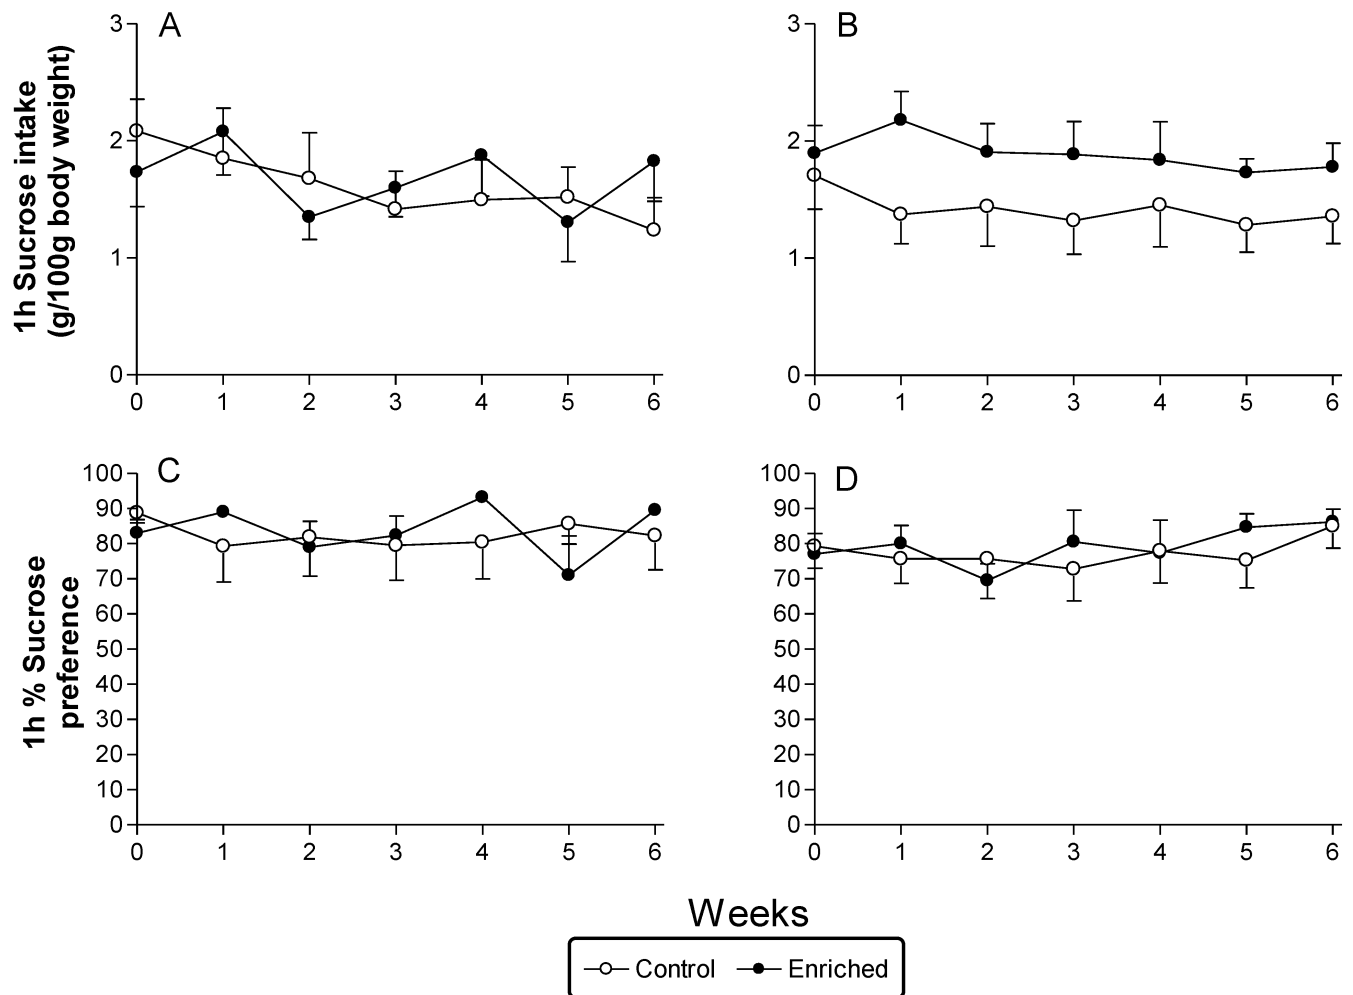 A
3
2
1
0
0 1 2 3 4 5 6
1h Sucrose intake
(g/100g body weight)
B
3
2
1
0
0 1 2 3 4 5 6
C
100
90
80
70
60
50
40
30
20
10
0
0 1 2 3 4 5 6
1h % Sucrose
preference
D
100
90
80
70
60
50
40
30
20
10
0
0 1 2 3 4 5 6
Weeks
Control Enriched